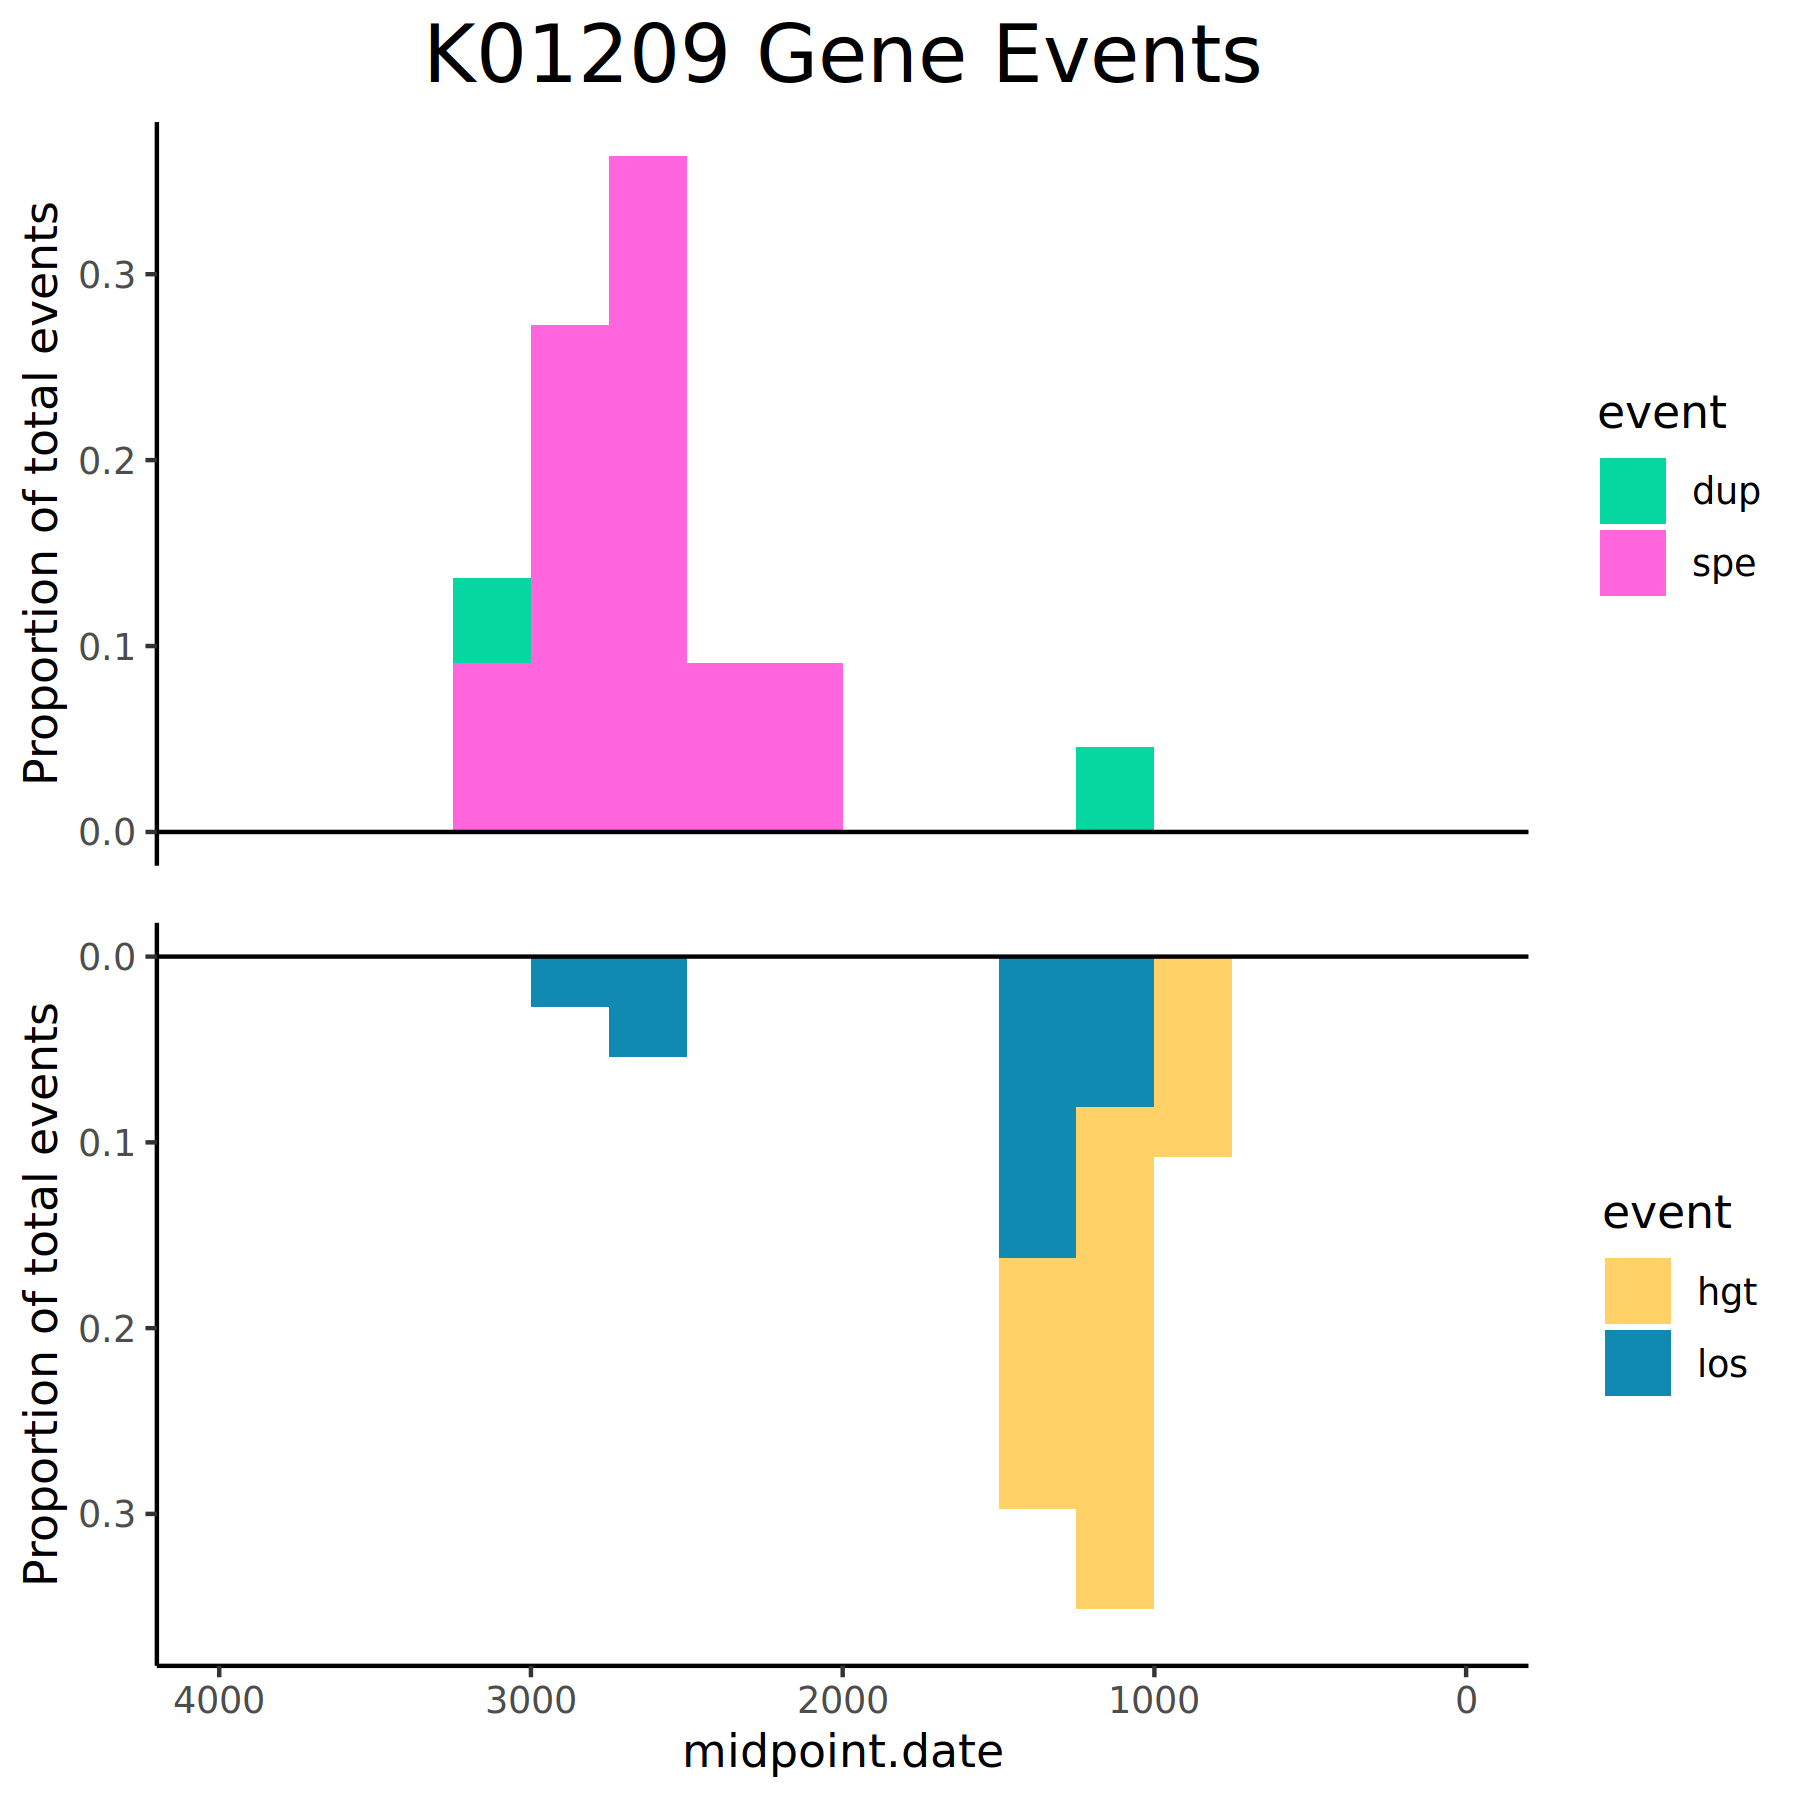 K01209 Gene Events
Proportion of total events
0.3
0.2
0.1
0.0
event
dup
spe
Proportion of total events
0.0
0.1
0.2
0.3
event
hgt
los
4000 3000 2000 1000 0
midpoint.date